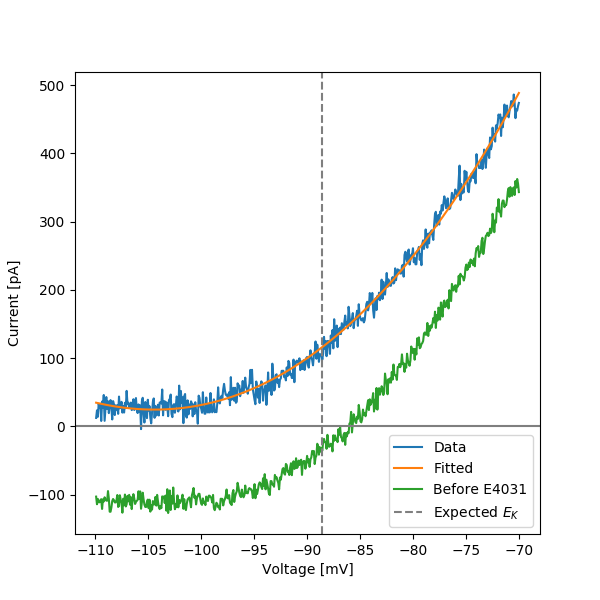 500
400
300
200
100
0
−100
Current [pA]
Data
Fitted
Before E4031
Expected E_K
−110 −105 −100 −95 −90 −85 −80 −75 −70
Voltage [mV]